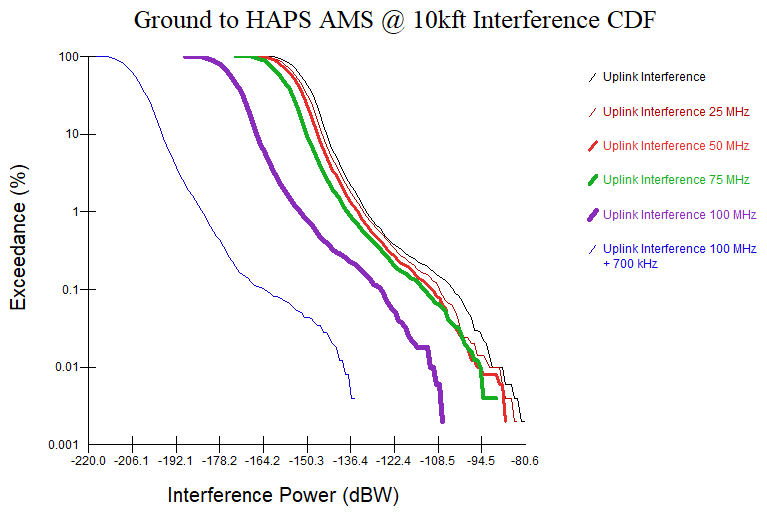 Ground to HAPS AMS @ 10kft Interference CDF
Exceedance (%)
100
10
1
0.1
0.01
0.001
-220.0 -206.1 -192.1 -178.2 -164.2 -150.3 -136.4 -122.4 -108.5 -94.5 -80.6
Interference Power (dBW)
Uplink Interference
Uplink Interference 25 MHz
Uplink Interference 50 MHz
Uplink Interference 75 MHz
Uplink Interference 100 MHz
Uplink Interference 100 MHz
+ 700 kHz